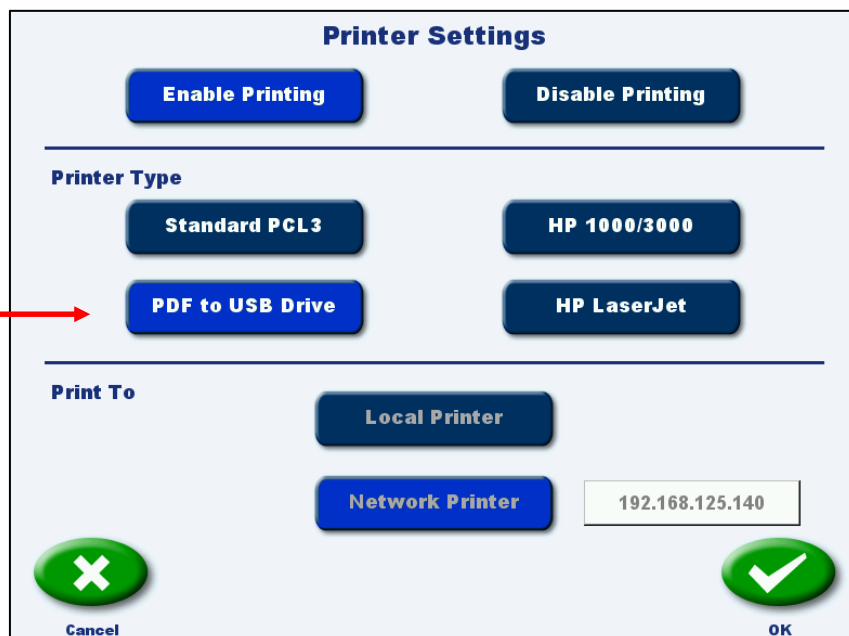 Printer Settings
Enable Printing
Disable Printing
Printer Type
Standard PCL3
HP 1000/3000
PDF to USB Drive
HP LaserJet
Print To
Local Printer
Network Printer
192.168.125.140
Cancel
OK